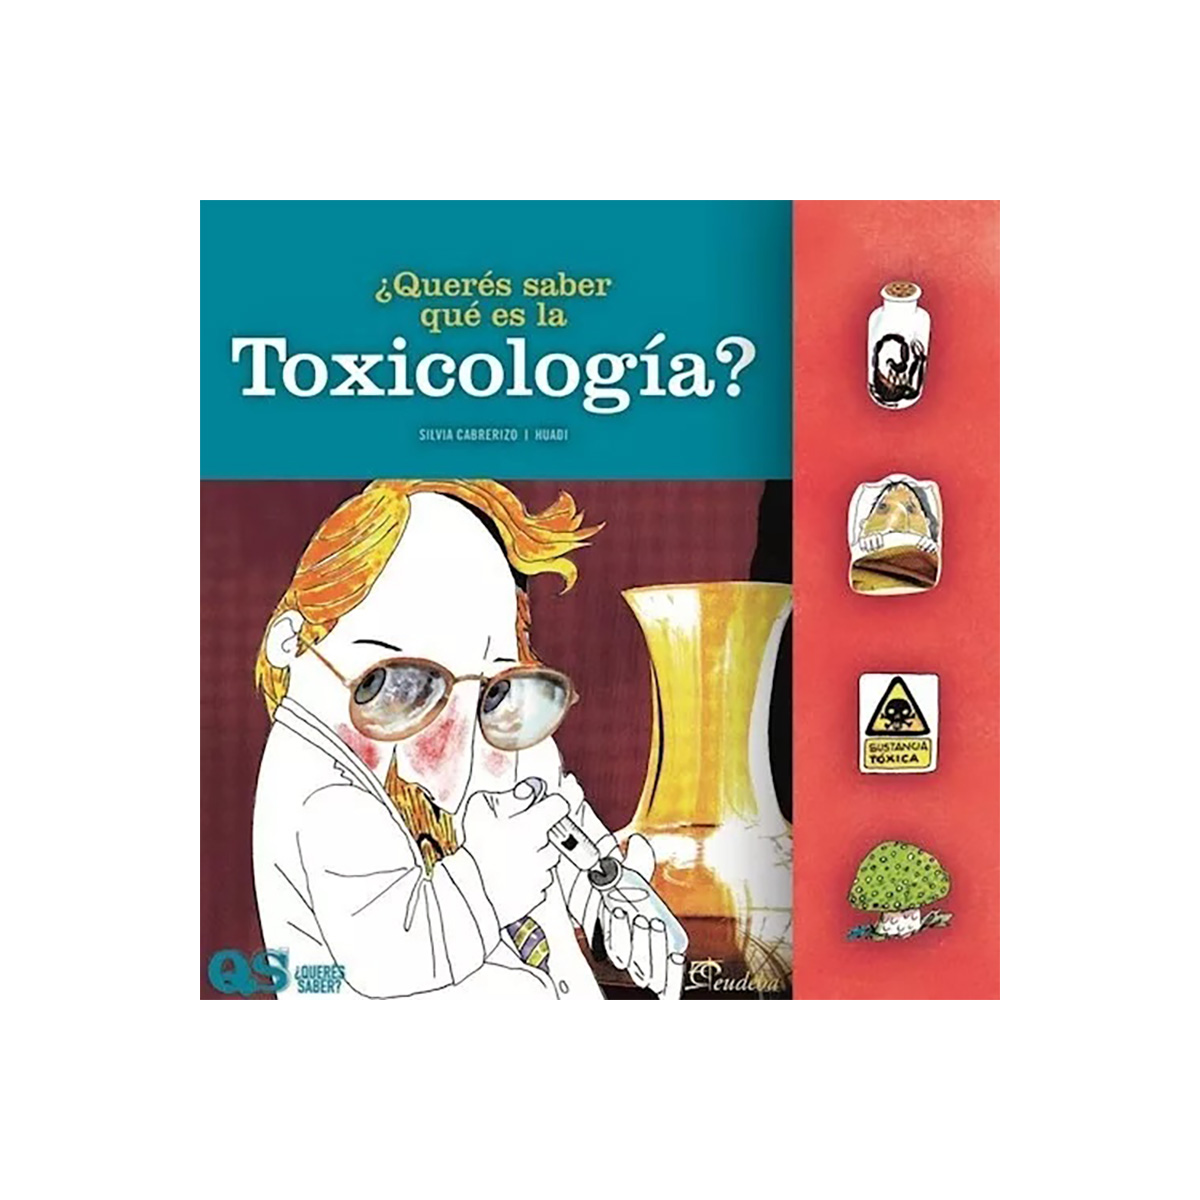 ¿Querés saber
qué es la
Toxicología?
SILVIA CABRERIZO | HUADI
SUSTANCIA
TÓXICA
QS ¿QUERÉS
SABER?
eudeba